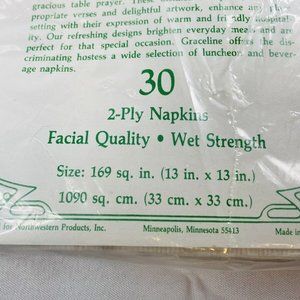 gracious table prayer. These
propriate verses and delightful artwork, enhance any place
setting with their expression of warm and friendly hospital-
ity. Our refreshing designs brighten everyday meals and are
perfect for that special occasion. Graceline offers the dis-
criminating hostess a wide selection of luncheon and bever-
age napkins.
30
2-Ply Napkins
Facial Quality • Wet Strength
Size: 169 sq. in. (13 in. x 13 in.)
1090 sq. cm. (33 cm. x 33 cm.)
for Northwestern Products, Inc. Minneapolis, Minnesota 55413 Made in